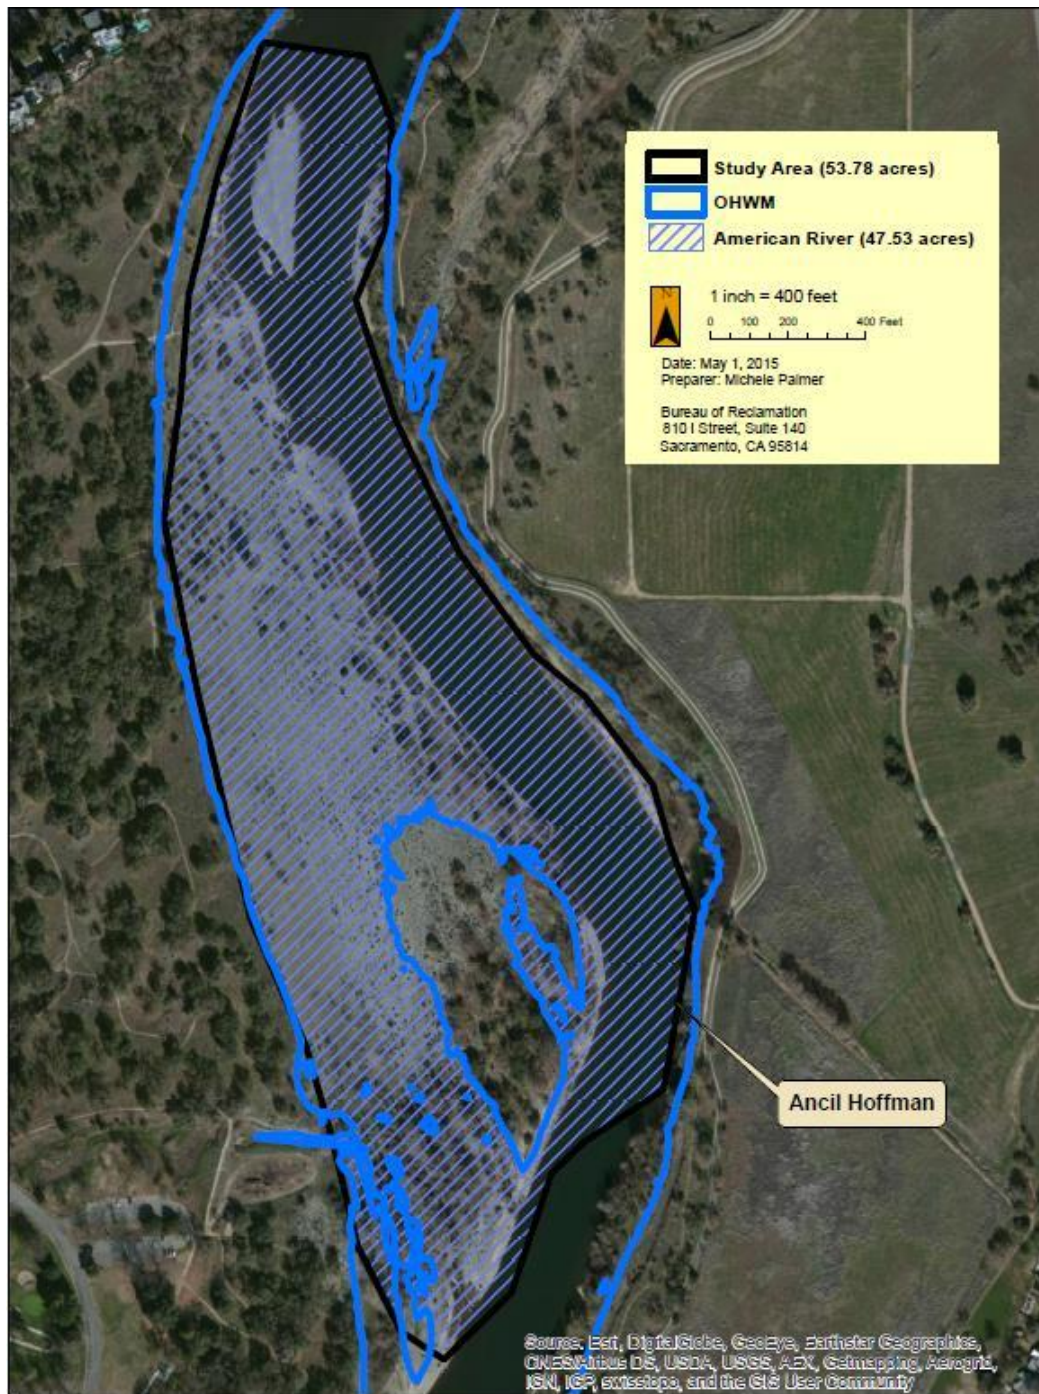 Study Area (53.78 acres)
OHWM
American River (47.53 acres)
N
1 inch = 400 feet
0 100 200 400 Feet
Date: May 1, 2015
Preparer: Michele Palmer
Bureau of Reclamation
810 I Street, Suite 140
Sacramento, CA 95814
Ancil Hoffman
Source: Esri, DigitalGlobe, GeoEye, Earthstar Geographics,
CNES/Airbus DS, USDA, USGS, AEX, Getmapping, Aerogrid,
IGN, IGP, swisstopo, and the GIS User Community